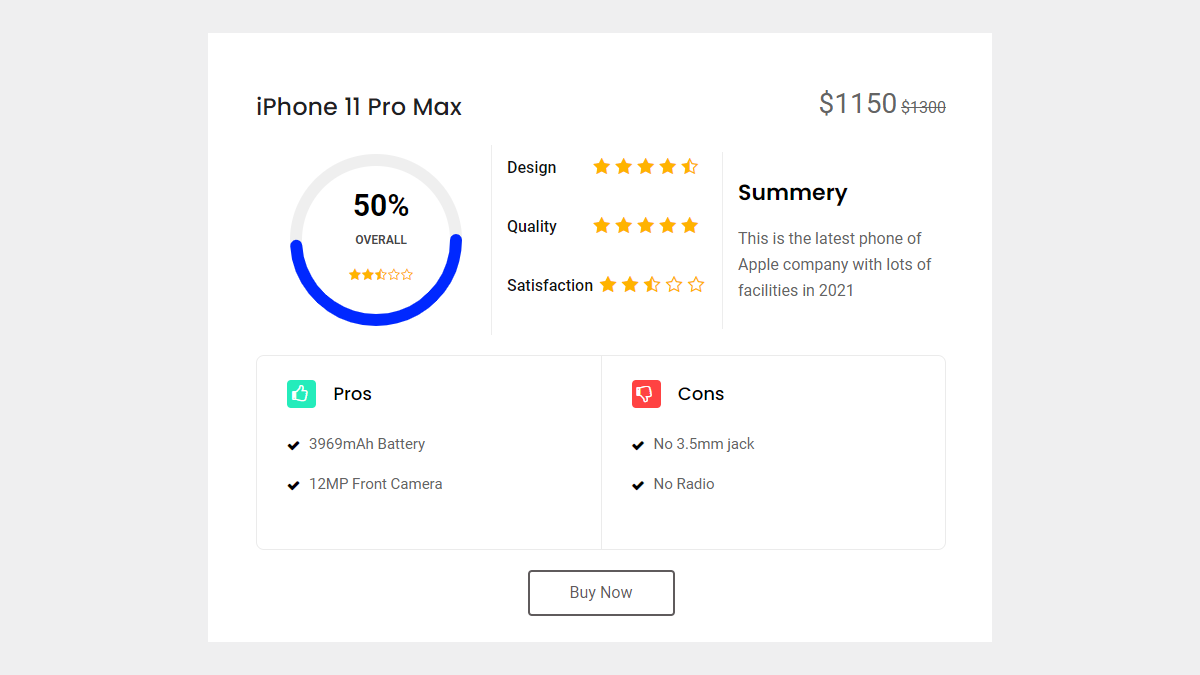 iPhone 11 Pro Max
$1150 $1300
50%
OVERALL
Design
Quality
Satisfaction
Summery
This is the latest phone of
Apple company with lots of
facilities in 2021
Pros
3969mAh Battery
12MP Front Camera
Cons
No 3.5mm jack
No Radio
Buy Now